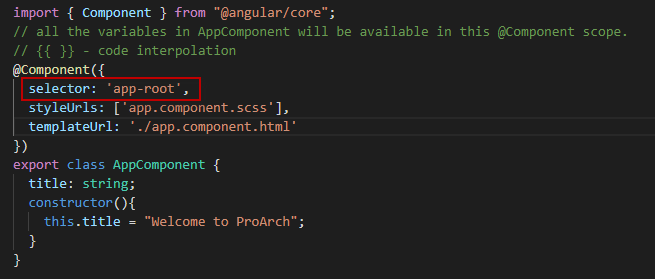 import { Component } from "@angular/core";
// all the variables in AppComponent will be available in this @Component scope.
// {{ }} - code interpolation
@Component({
  selector: 'app-root',
  styleUrls: ['app.component.scss'],
  templateUrl: './app.component.html'
})
export class AppComponent {
  title: string;
  constructor(){
    this.title = "Welcome to ProArch";
  }
}